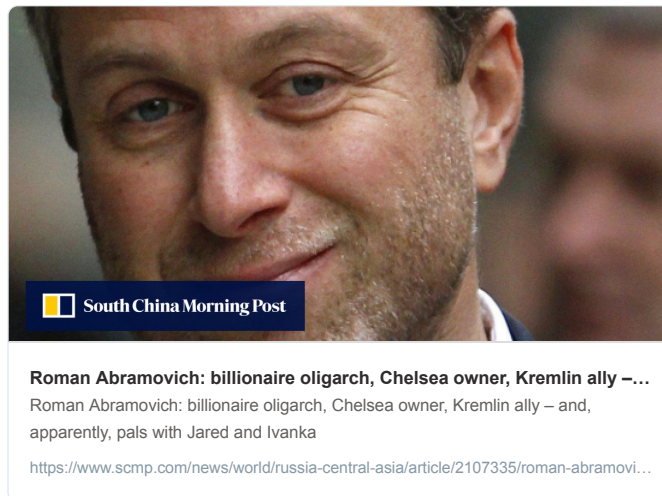 South China Morning Post
Roman Abramovich: billionaire oligarch, Chelsea owner, Kremlin ally –...
Roman Abramovich: billionaire oligarch, Chelsea owner, Kremlin ally – and,
apparently, pals with Jared and Ivanka
https://www.scmp.com/news/world/russia-central-asia/article/2107335/roman-abramovi...